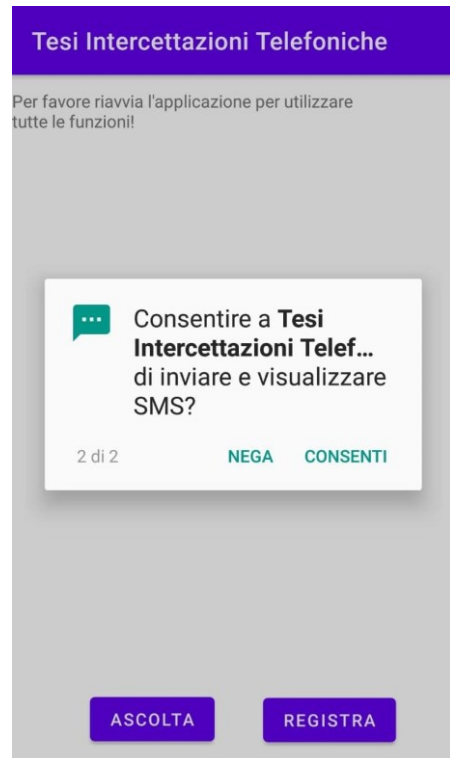 Tesi Intercettazioni Telefoniche
Per favore riavvia l'applicazione per utilizzare
tutte le funzioni!
Consentire a Tesi
Intercettazioni Telef...
di inviare e visualizzare
SMS?
2 di 2
NEGA
CONSENTI
ASCOLTA
REGISTRA